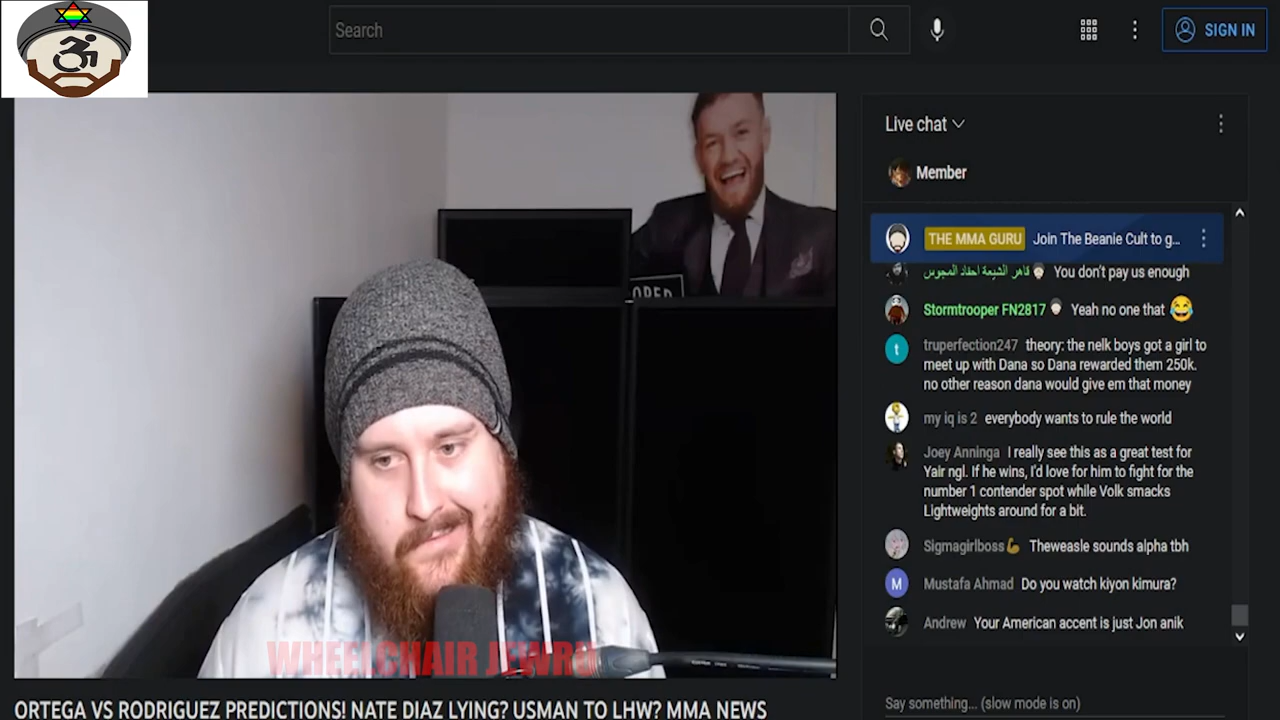 Search
SIGN IN
Live chat
Member
THE MMA GURU Join The Beanie Cult to g...
قاهر الشيعة احفاد المجوس You don't pay us enough
Stormtrooper FN2817 Yeah no one that
truperfection247 theory: the nelk boys got a girl to
meet up with Dana so Dana rewarded them 250k.
no other reason dana would give em that money
my iq is 2 everybody wants to rule the world
Joey Anninga I really see this as a great test for
Yair ngl. If he wins, I'd love for him to fight for the
number 1 contender spot while Volk smacks
Lightweights around for a bit.
Sigmagirlboss Theweasle sounds alpha tbh
M Mustafa Ahmad Do you watch kiyon kimura?
Andrew Your American accent is just Jon anik
Say something... (slow mode is on)
WHEELCHAIR JEWRU
ORTEGA VS RODRIGUEZ PREDICTIONS! NATE DIAZ LYING? USMAN TO LHW? MMA NEWS